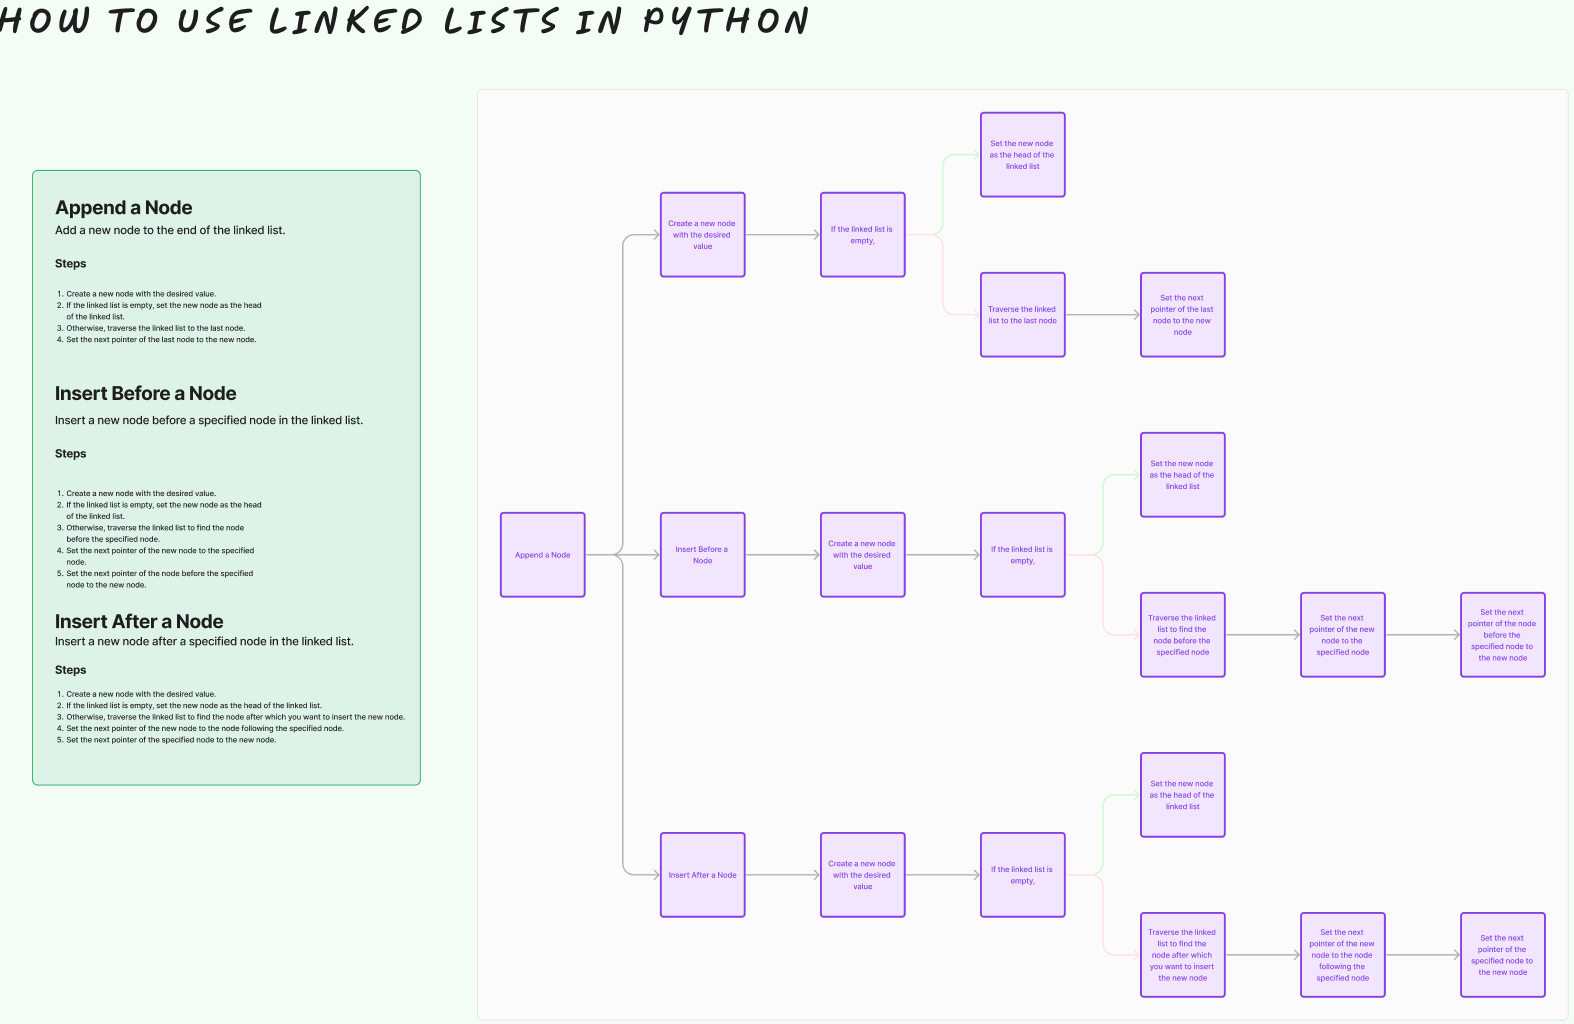 HOW TO USE LINKED LISTS IN PYTHON
Append a Node
Add a new node to the end of the linked list.
Steps
1. Create a new node with the desired value.
2. If the linked list is empty, set the new node as the head
of the linked list.
3. Otherwise, traverse the linked list to the last node.
4. Set the next pointer of the last node to the new node.
Insert Before a Node
Insert a new node before a specified node in the linked list.
Steps
1. Create a new node with the desired value.
2. If the linked list is empty, set the new node as the head
of the linked list.
3. Otherwise, traverse the linked list to find the node
before the specified node.
4. Set the next pointer of the new node to the specified
node.
5. Set the next pointer of the node before the specified
node to the new node.
Insert After a Node
Insert a new node after a specified node in the linked list.
Steps
1. Create a new node with the desired value.
2. If the linked list is empty, set the new node as the head of the linked list.
3. Otherwise, traverse the linked list to find the node after which you want to insert the new node.
4. Set the next pointer of the new node to the node following the specified node.
5. Set the next pointer of the specified node to the new node.
Append a Node
Create a new node
with the desired
value
If the linked list is
empty,
Set the new node
as the head of the
linked list
Traverse the linked
list to the last node
Set the next
pointer of the last
node to the new
node
Insert Before a
Node
Create a new node
with the desired
value
If the linked list is
empty,
Set the new node
as the head of the
linked list
Traverse the linked
list to find the
node before the
specified node
Set the next
pointer of the new
node to the
specified node
Set the next
pointer of the node
before the
specified node to
the new node
Insert After a Node
Create a new node
with the desired
value
If the linked list is
empty,
Set the new node
as the head of the
linked list
Traverse the linked
list to find the
node after which
you want to insert
the new node
Set the next
pointer of the new
node to the node
following the
specified node
Set the next
pointer of the
specified node to
the new node